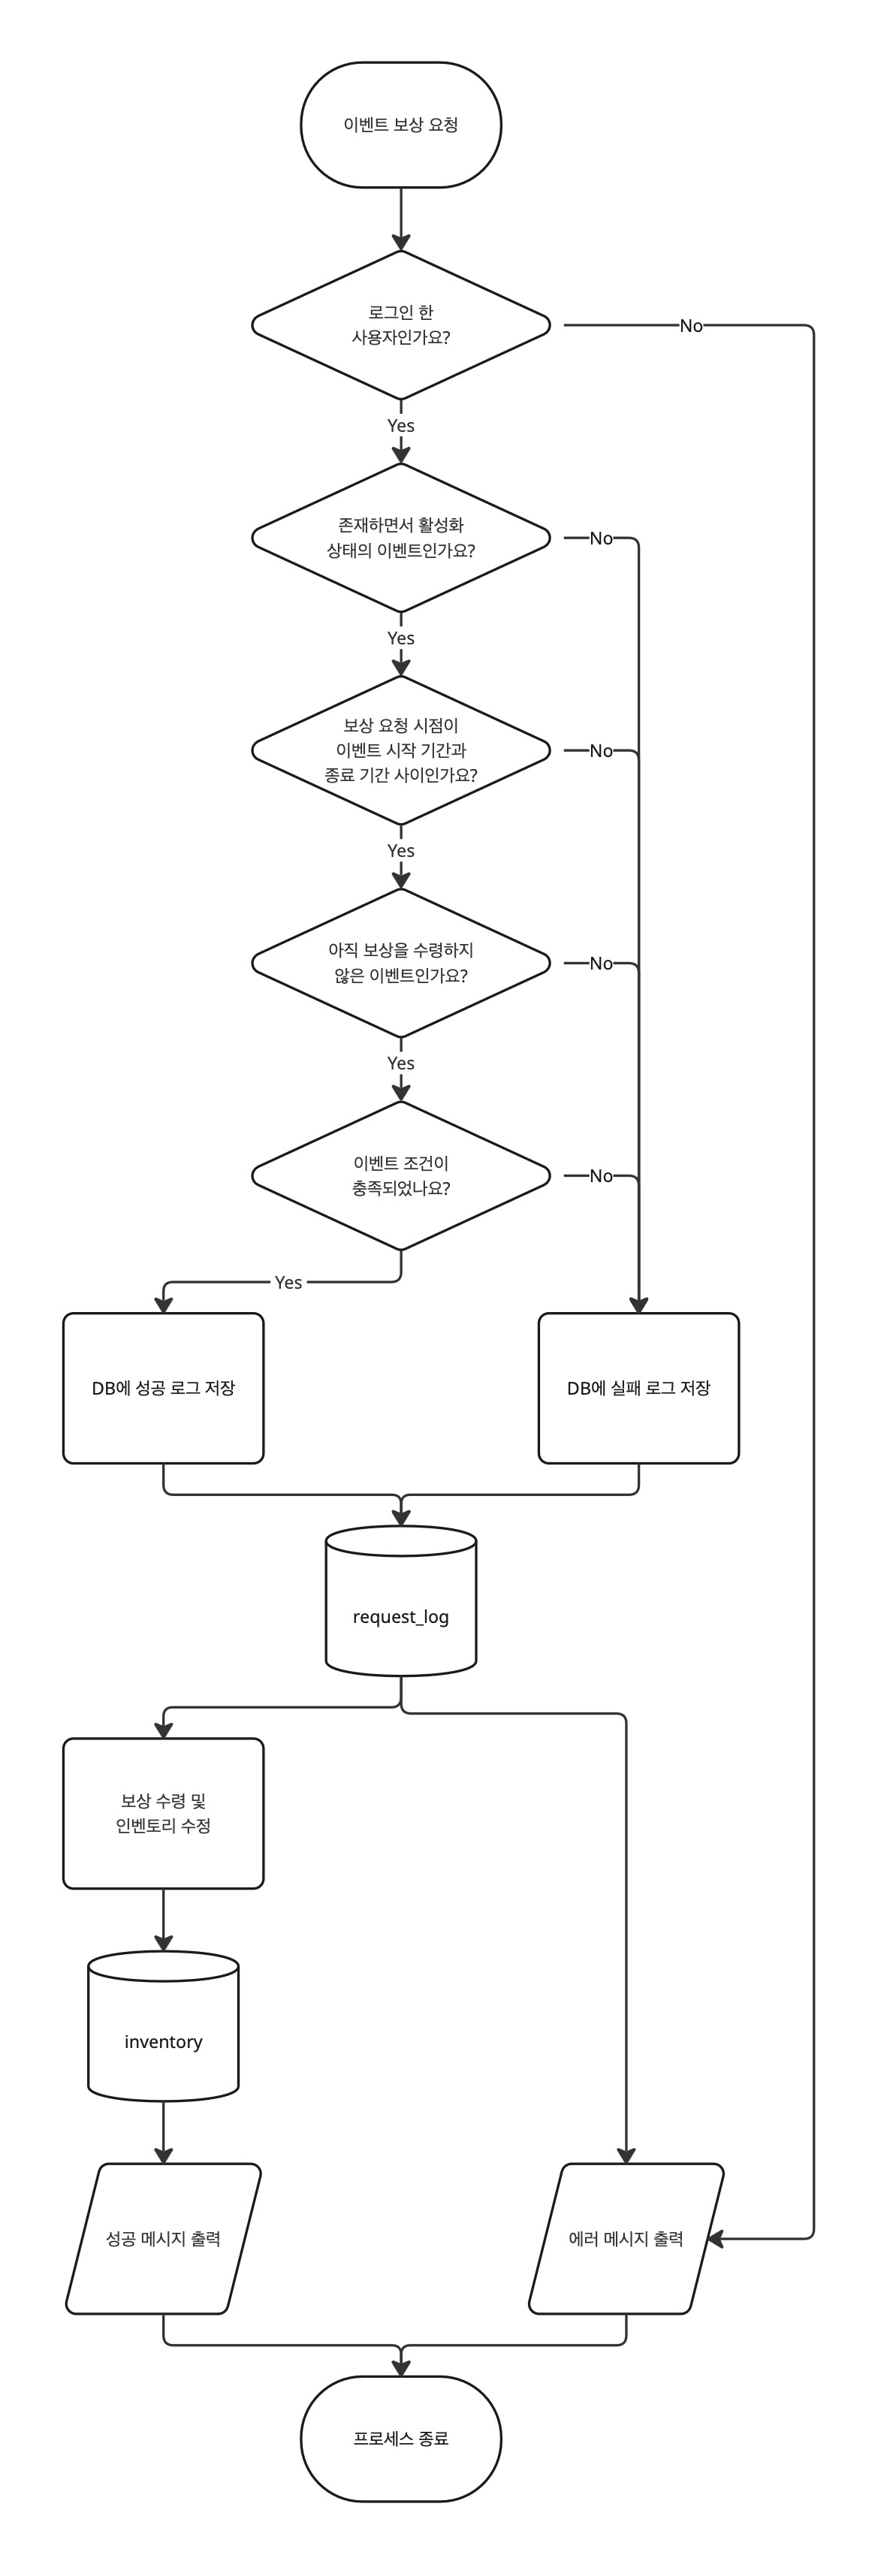 이벤트 보상 요청
로그인 한
사용자인가요?
No
Yes
존재하면서 활성화
상태의 이벤트인가요?
No
Yes
보상 요청 시점이
이벤트 시작 기간과
종료 기간 사이인가요?
No
Yes
아직 보상을 수령하지
않은 이벤트인가요?
No
Yes
이벤트 조건이
충족되었나요?
No
Yes
DB에 성공 로그 저장
DB에 실패 로그 저장
request_log
보상 수령 및
인벤토리 수정
inventory
성공 메시지 출력
에러 메시지 출력
프로세스 종료